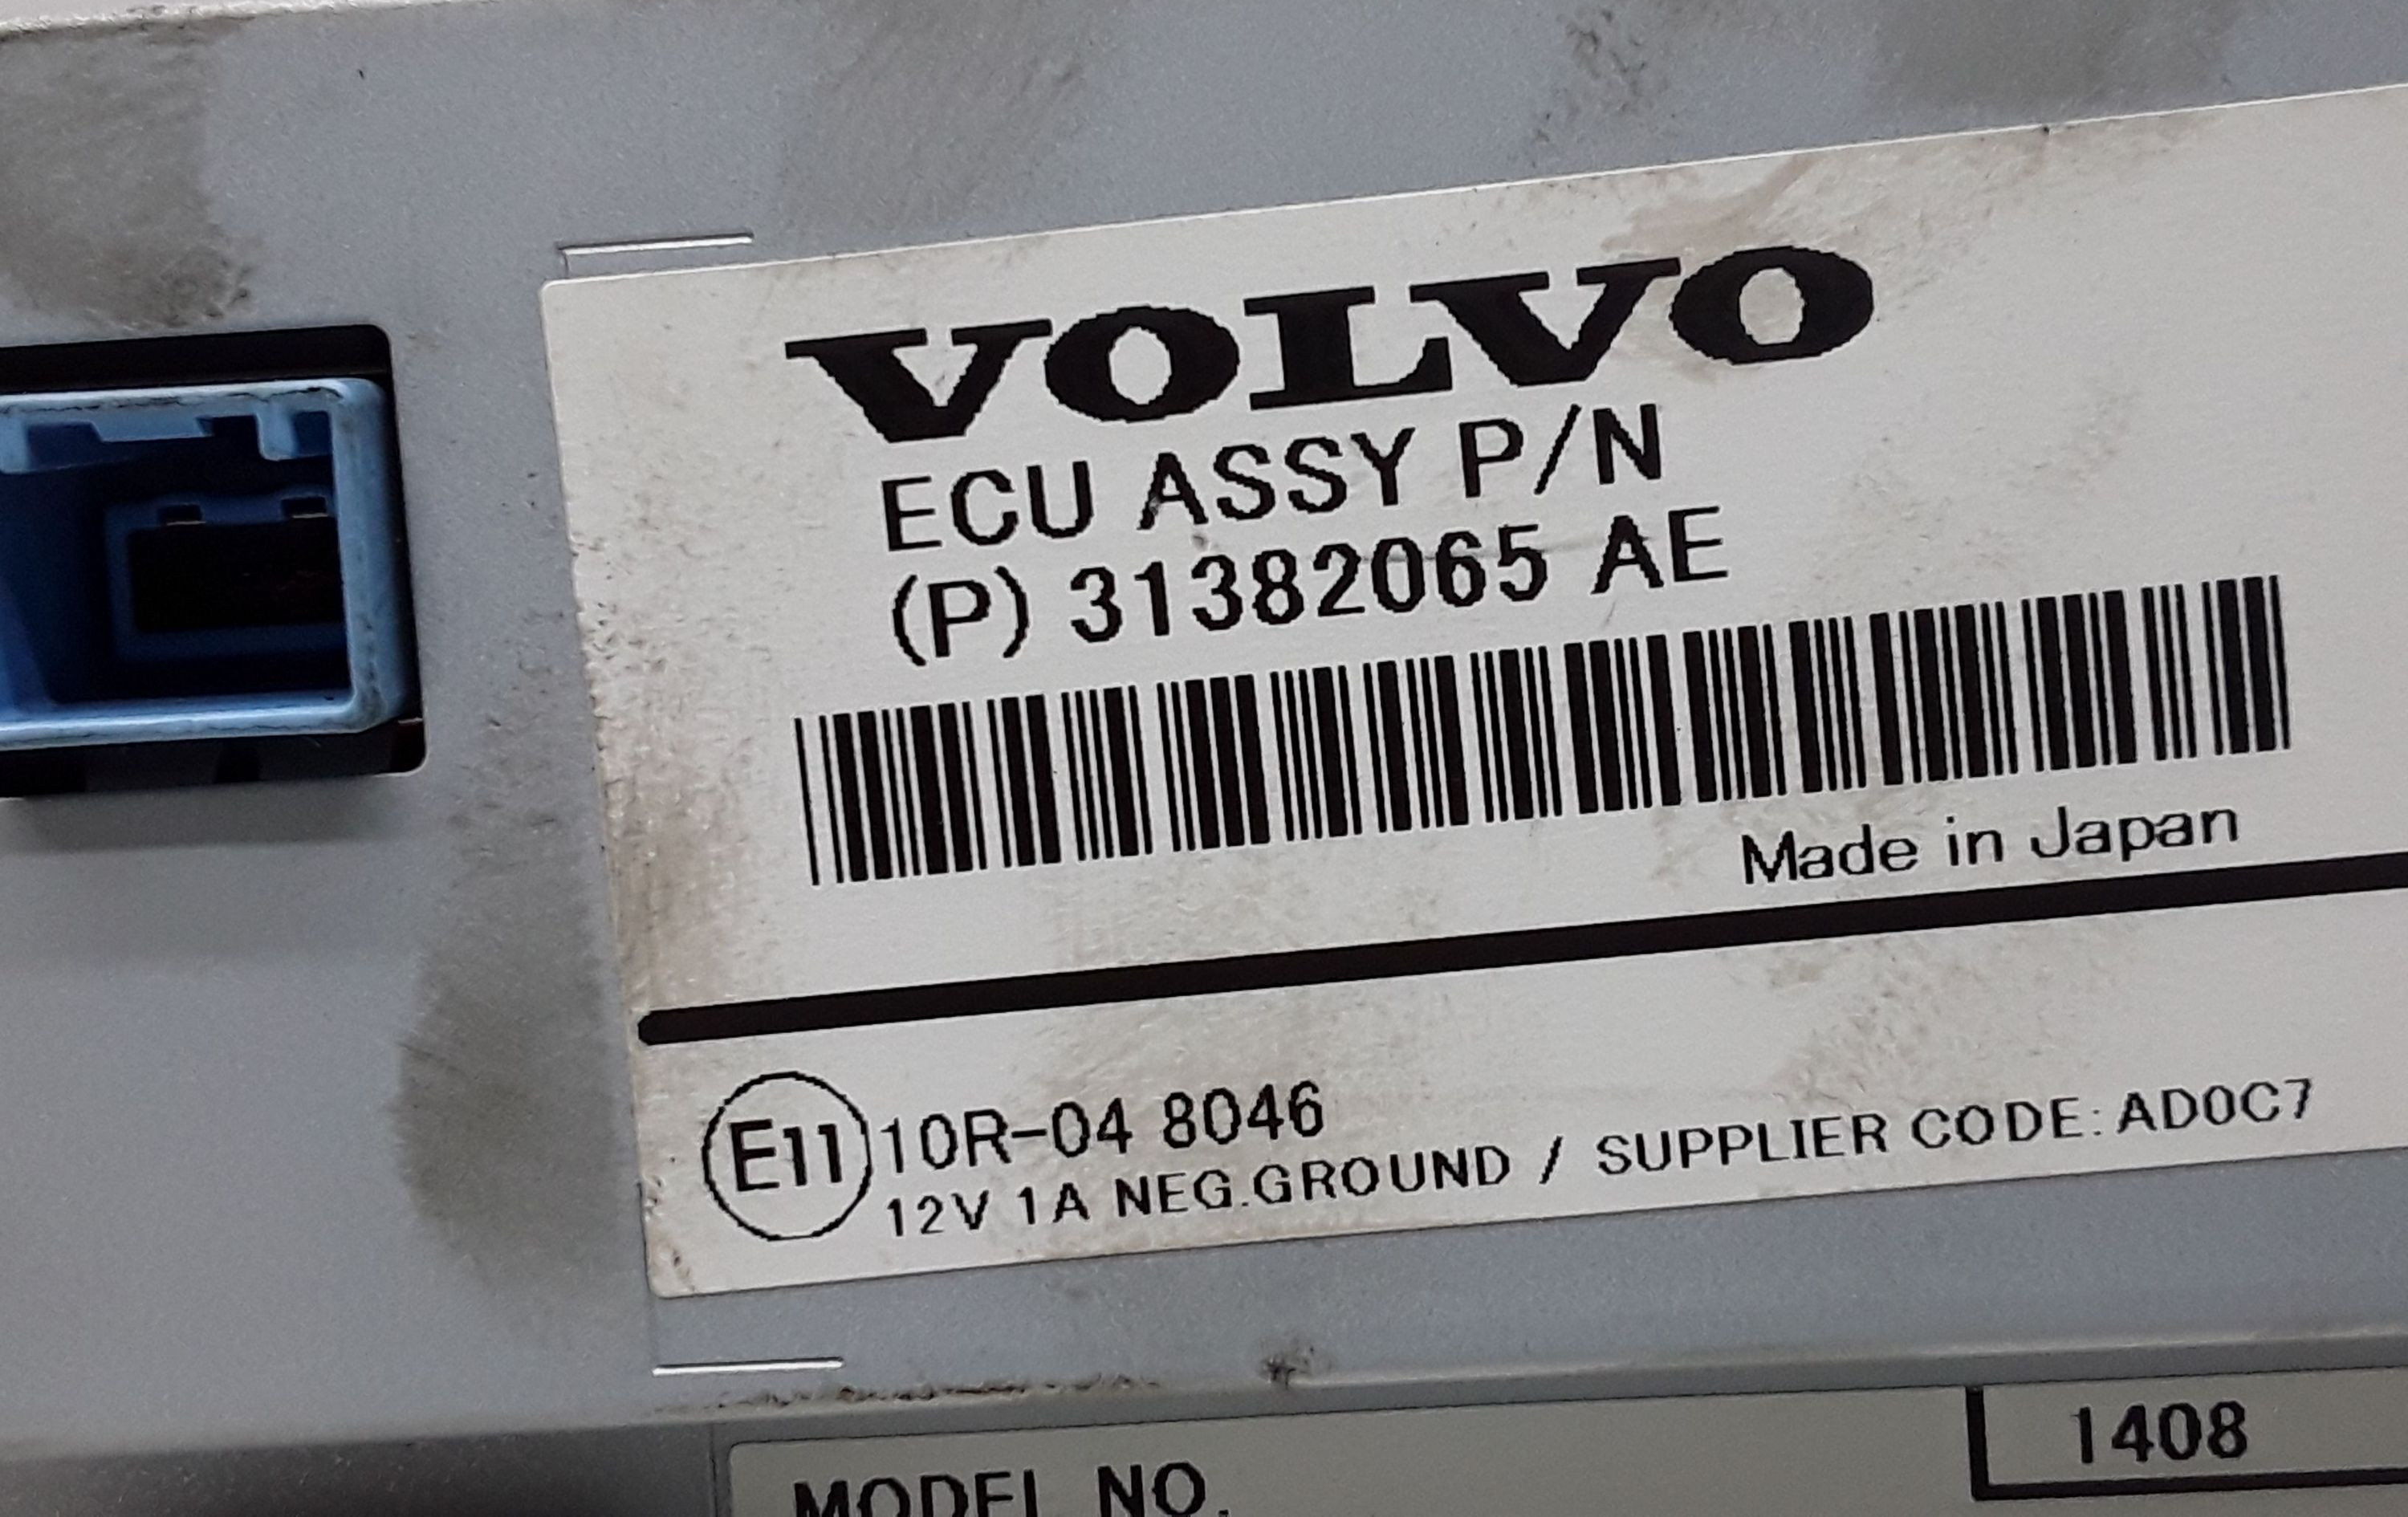 VOLVO
ECU ASSY P/N
(P) 31382065 AE
Made in Japan
E11 10R-04 8046
12V 1A NEG.GROUND / SUPPLIER CODE: AD0C7
1408
MODEL NO.